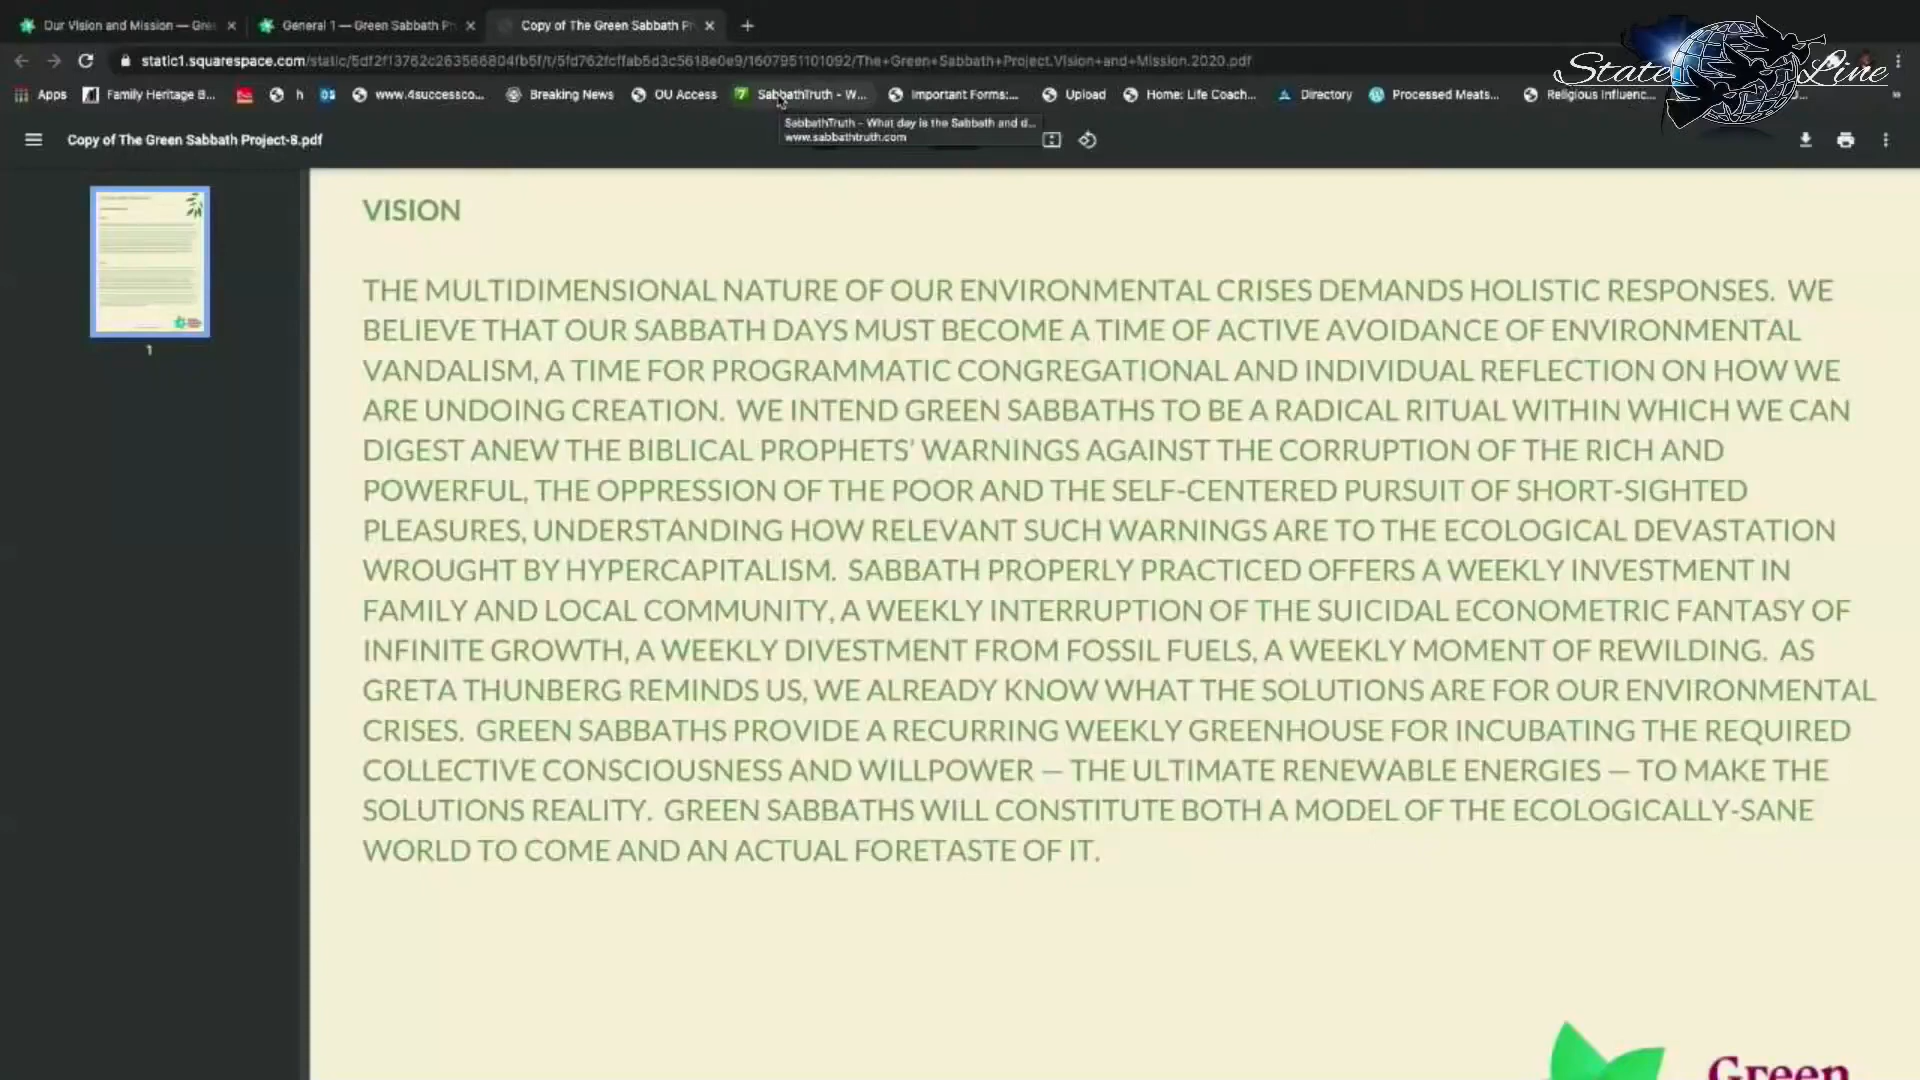 Our Vision and Mission — Gre
General 1 — Green Sabbath Pr
Copy of The Green Sabbath Pr
static1.squarespace.com/static/5df2f13762c263566804fb5f/t/5fd762fcffab5d3c5618e0e9/1607951101092/The+Green+Sabbath+Project.Vision+and+Mission.2020.pdf
Apps Family Heritage B... h www.4successco... Breaking News OU Access SabbathTruth - W... Important Forms:... Upload Home: Life Coach... Directory Processed Meats... Religious Influenc...
SabbathTruth - What day is the Sabbath and d...
www.sabbathtruth.com
State Line
Copy of The Green Sabbath Project-8.pdf
1
VISION
THE MULTIDIMENSIONAL NATURE OF OUR ENVIRONMENTAL CRISES DEMANDS HOLISTIC RESPONSES. WE
BELIEVE THAT OUR SABBATH DAYS MUST BECOME A TIME OF ACTIVE AVOIDANCE OF ENVIRONMENTAL
VANDALISM, A TIME FOR PROGRAMMATIC CONGREGATIONAL AND INDIVIDUAL REFLECTION ON HOW WE
ARE UNDOING CREATION. WE INTEND GREEN SABBATHS TO BE A RADICAL RITUAL WITHIN WHICH WE CAN
DIGEST ANEW THE BIBLICAL PROPHETS' WARNINGS AGAINST THE CORRUPTION OF THE RICH AND
POWERFUL, THE OPPRESSION OF THE POOR AND THE SELF-CENTERED PURSUIT OF SHORT-SIGHTED
PLEASURES, UNDERSTANDING HOW RELEVANT SUCH WARNINGS ARE TO THE ECOLOGICAL DEVASTATION
WROUGHT BY HYPERCAPITALISM. SABBATH PROPERLY PRACTICED OFFERS A WEEKLY INVESTMENT IN
FAMILY AND LOCAL COMMUNITY, A WEEKLY INTERRUPTION OF THE SUICIDAL ECONOMETRIC FANTASY OF
INFINITE GROWTH, A WEEKLY DIVESTMENT FROM FOSSIL FUELS, A WEEKLY MOMENT OF REWILDING. AS
GRETA THUNBERG REMINDS US, WE ALREADY KNOW WHAT THE SOLUTIONS ARE FOR OUR ENVIRONMENTAL
CRISES. GREEN SABBATHS PROVIDE A RECURRING WEEKLY GREENHOUSE FOR INCUBATING THE REQUIRED
COLLECTIVE CONSCIOUSNESS AND WILLPOWER — THE ULTIMATE RENEWABLE ENERGIES — TO MAKE THE
SOLUTIONS REALITY. GREEN SABBATHS WILL CONSTITUTE BOTH A MODEL OF THE ECOLOGICALLY-SANE
WORLD TO COME AND AN ACTUAL FORETASTE OF IT.
Green